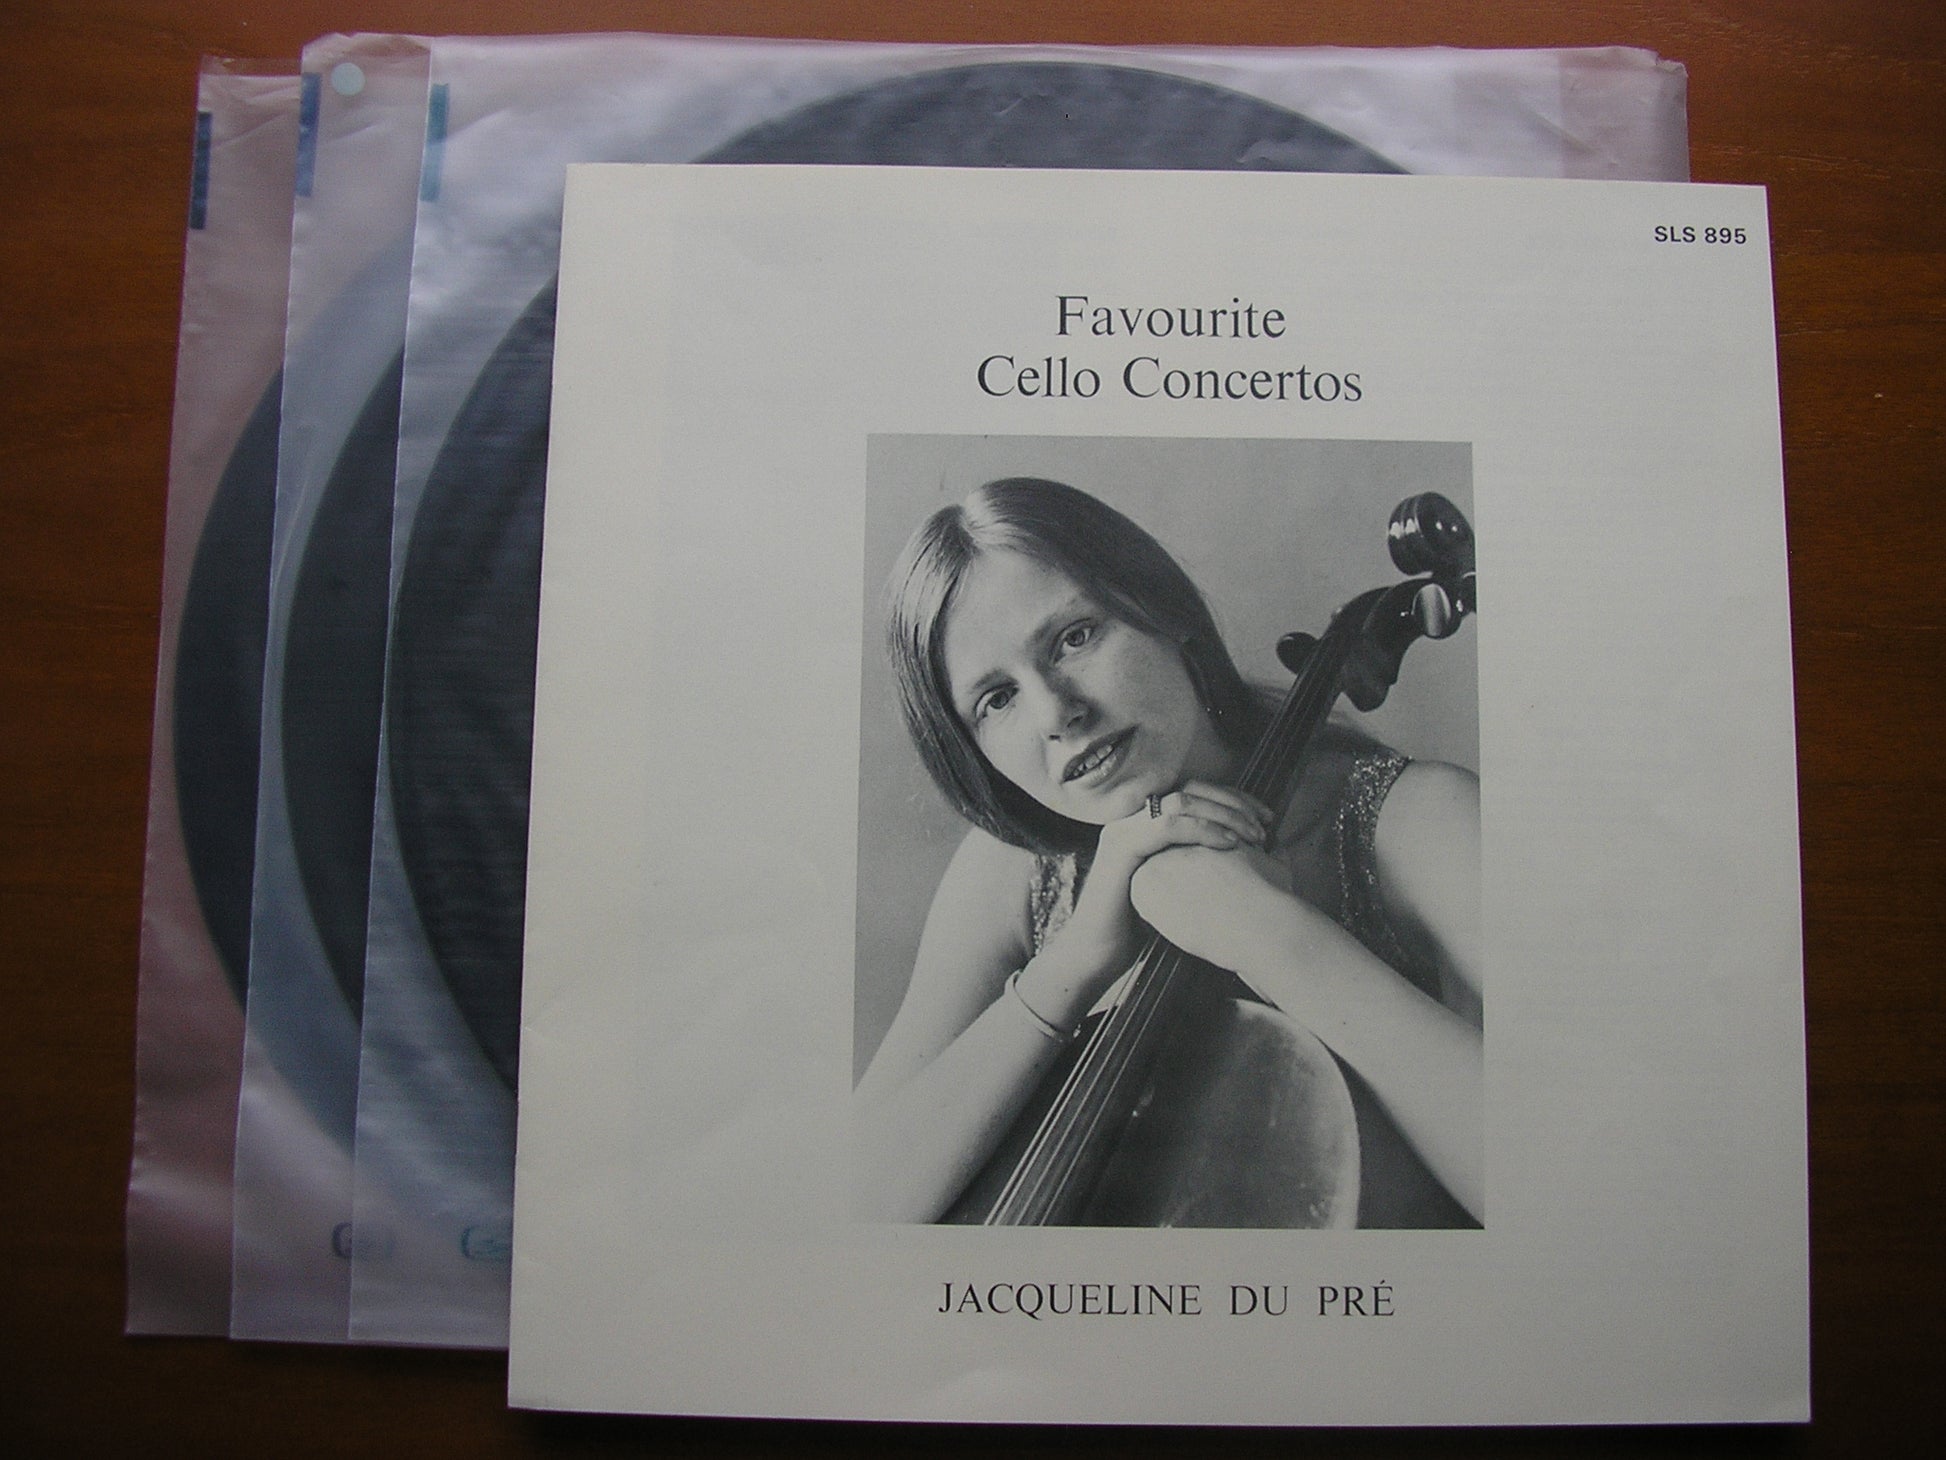 SLS 895
Favourite
Cello Concertos
JACQUELINE DU PRÉ